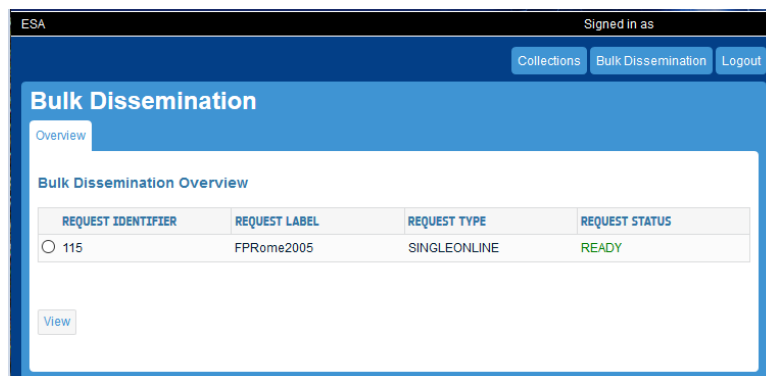 ESA Signed in as
Collections Bulk Dissemination Logout
Bulk Dissemination
Overview
Bulk Dissemination Overview
REQUEST IDENTIFIER REQUEST LABEL REQUEST TYPE REQUEST STATUS
115 FPRome2005 SINGLEONLINE READY
View